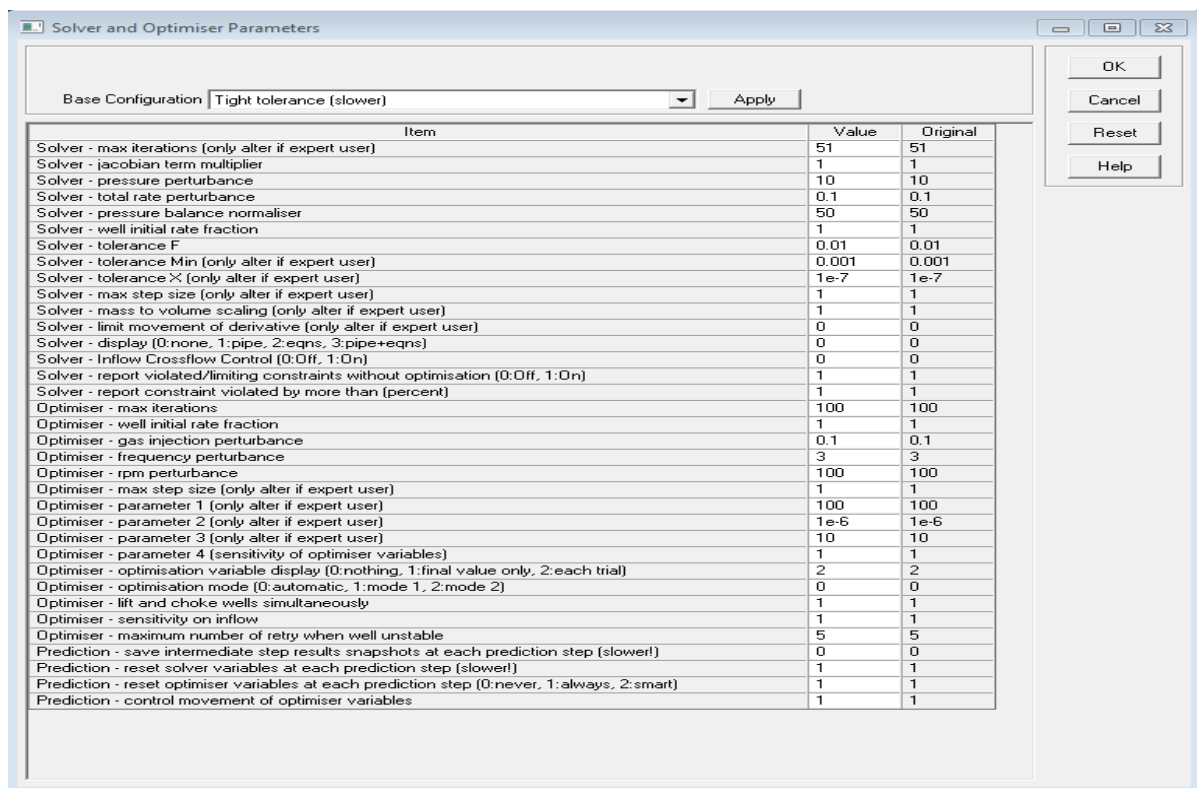 Solver and Optimiser Parameters
Base Configuration Tight tolerance (slower) Apply
OK
Cancel
Reset
Help
Item Value Original
Solver - max iterations (only alter if expert user) 51 51
Solver - jacobian term multiplier 1 1
Solver - pressure perturbance 10 10
Solver - total rate perturbance 0.1 0.1
Solver - pressure balance normaliser 50 50
Solver - well initial rate fraction 1 1
Solver - tolerance F 0.01 0.01
Solver - tolerance Min (only alter if expert user) 0.001 0.001
Solver - tolerance X (only alter if expert user) 1e-7 1e-7
Solver - max step size (only alter if expert user) 1 1
Solver - mass to volume scaling (only alter if expert user) 1 1
Solver - limit movement of derivative (only alter if expert user) 0 0
Solver - display (0:none, 1:pipe, 2:eqns, 3:pipe+eqns) 0 0
Solver - Inflow Crossflow Control (0:Off, 1:On) 0 0
Solver - report violated/limiting constraints without optimisation (0:Off, 1:On) 1 1
Solver - report constraint violated by more than (percent) 1 1
Optimiser - max iterations 100 100
Optimiser - well initial rate fraction 1 1
Optimiser - gas injection perturbance 0.1 0.1
Optimiser - frequency perturbance 3 3
Optimiser - rpm perturbance 100 100
Optimiser - max step size (only alter if expert user) 1 1
Optimiser - parameter 1 (only alter if expert user) 100 100
Optimiser - parameter 2 (only alter if expert user) 1e-6 1e-6
Optimiser - parameter 3 (only alter if expert user) 10 10
Optimiser - parameter 4 (sensitivity of optimiser variables) 1 1
Optimiser - optimisation variable display (0:nothing, 1:final value only, 2:each trial) 2 2
Optimiser - optimisation mode (0:automatic, 1:mode 1, 2:mode 2) 0 0
Optimiser - lift and choke wells simultaneously 1 1
Optimiser - sensitivity on inflow 1 1
Optimiser - maximum number of retry when well unstable 5 5
Prediction - save intermediate step results snapshots at each prediction step (slower!) 0 0
Prediction - reset solver variables at each prediction step (slower!) 1 1
Prediction - reset optimiser variables at each prediction step (0:never, 1:always, 2:smart) 1 1
Prediction - control movement of optimiser variables 1 1